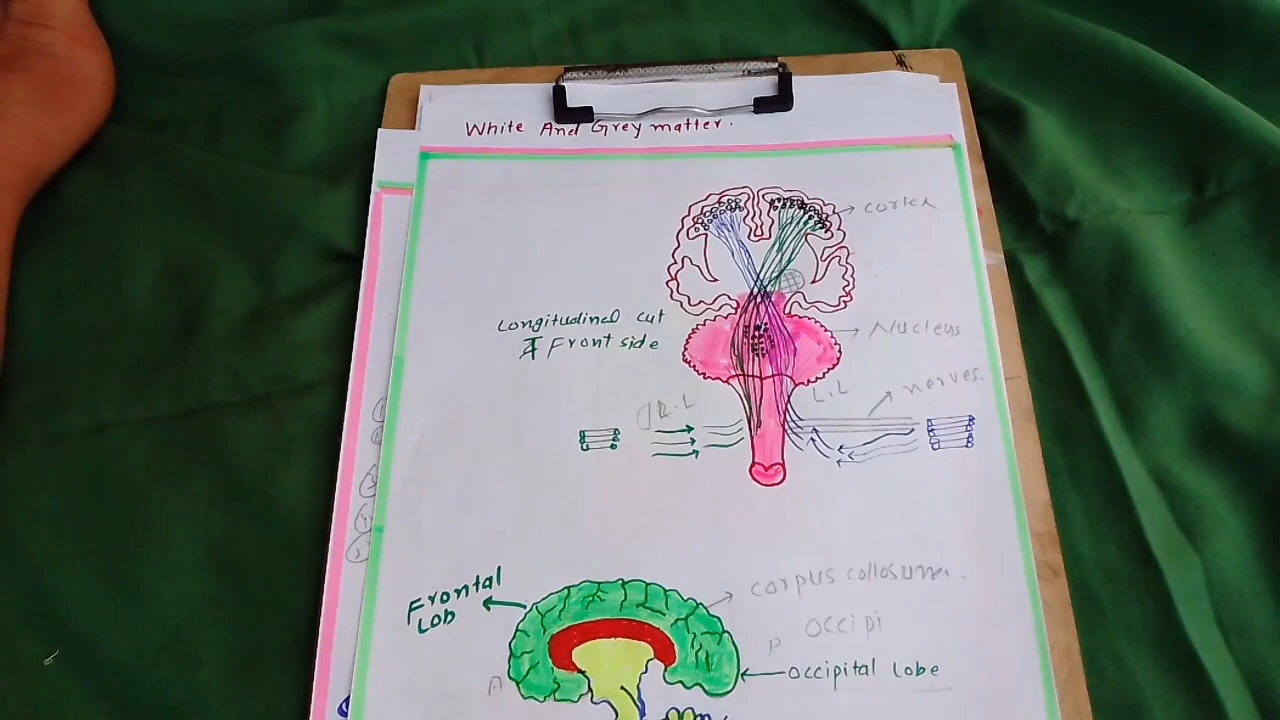 White And Grey matter.
cortex
Longitudinal cut
I Front side
Nucleus
nerves.
R.L
L.L
Frontal
Lob
corpus collosum.
P
Occipi
Occipital lobe
A